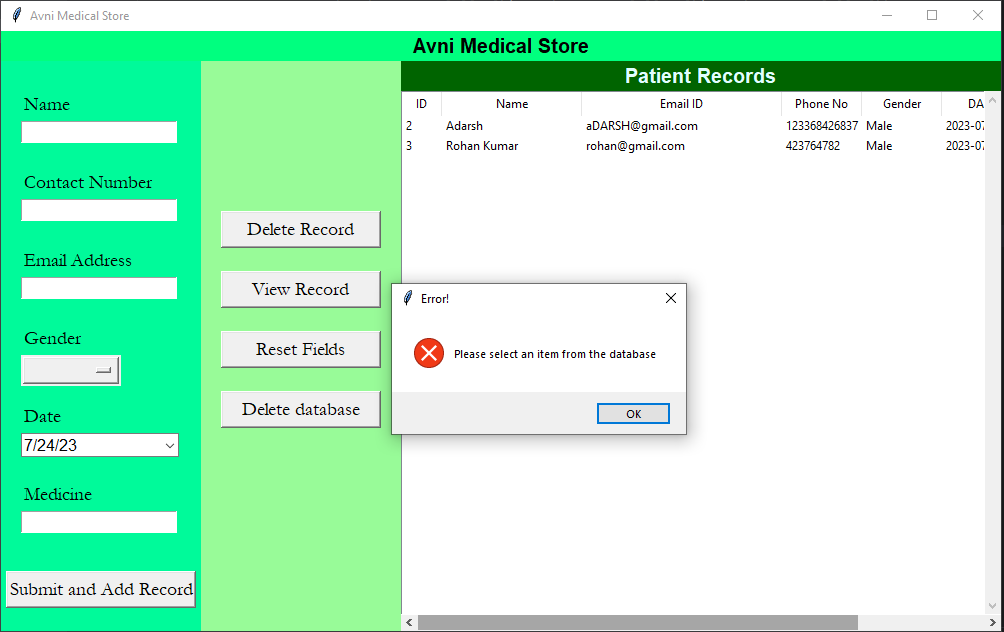 Avni Medical Store
Avni Medical Store
Name
Contact Number
Email Address
Gender
Date
7/24/23
Medicine
Submit and Add Record
Delete Record
View Record
Reset Fields
Delete database
Patient Records
ID Name Email ID Phone No Gender DA
2 Adarsh aDARSH@gmail.com 123368426837 Male 2023-07
3 Rohan Kumar rohan@gmail.com 423764782 Male 2023-07
Error!
Please select an item from the database
OK